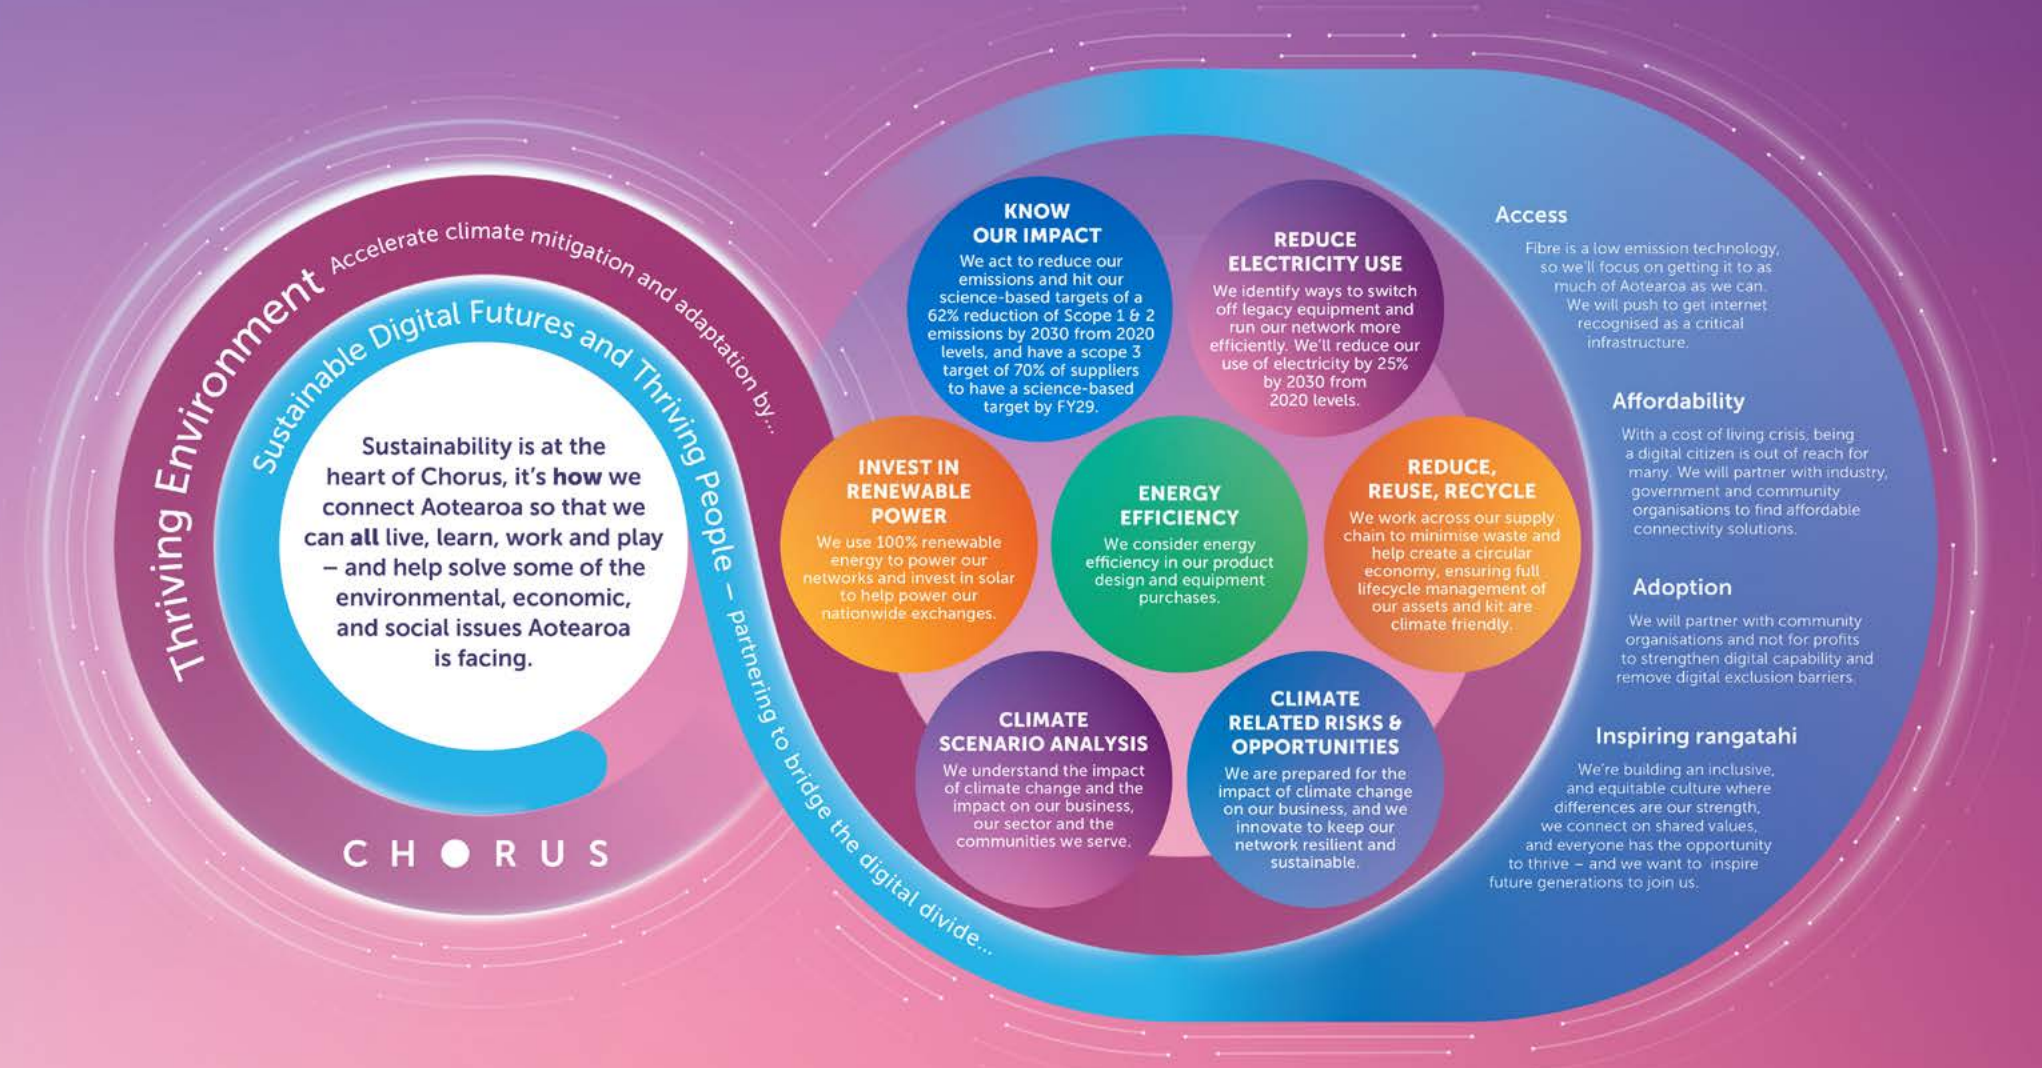 Thriving Environment Accelerate climate mitigation and adaptation by...
Sustainable Digital Futures and Thriving People – partnering to bridge the digital divide...
Sustainability is at the
heart of Chorus, it's how we
connect Aotearoa so that we
can all live, learn, work and play
– and help solve some of the
environmental, economic,
and social issues Aotearoa
is facing.
CHORUS
KNOW
OUR IMPACT
We act to reduce our
emissions and hit our
science-based targets of a
62% reduction of Scope 1 & 2
emissions by 2030 from 2020
levels, and have a scope 3
target of 70% of suppliers
to have a science-based
target by FY29.
REDUCE
ELECTRICITY USE
We identify ways to switch
off legacy equipment and
run our network more
efficiently. We'll reduce our
use of electricity by 25%
by 2030 from
2020 levels.
INVEST IN
RENEWABLE
POWER
We use 100% renewable
energy to power our
networks and invest in solar
to help power our
nationwide exchanges.
ENERGY
EFFICIENCY
We consider energy
efficiency in our product
design and equipment
purchases.
REDUCE,
REUSE, RECYCLE
We work across our supply
chain to minimise waste and
help create a circular
economy, ensuring full
lifecycle management of
our assets and kit are
climate friendly.
CLIMATE
SCENARIO ANALYSIS
We understand the impact
of climate change and the
impact on our business,
our sector and the
communities we serve.
CLIMATE
RELATED RISKS &
OPPORTUNITIES
We are prepared for the
impact of climate change
on our business, and we
innovate to keep our
network resilient and
sustainable.
Access
Fibre is a low emission technology,
so we'll focus on getting it to as
much of Aotearoa as we can.
We will push to get internet
recognised as a critical
infrastructure.
Affordability
With a cost of living crisis, being
a digital citizen is out of reach for
many. We will partner with industry,
government and community
organisations to find affordable
connectivity solutions.
Adoption
We will partner with community
organisations and not for profits
to strengthen digital capability and
remove digital exclusion barriers.
Inspiring rangatahi
We're building an inclusive,
and equitable culture where
differences are our strength,
we connect on shared values,
and everyone has the opportunity
to thrive – and we want to inspire
future generations to join us.